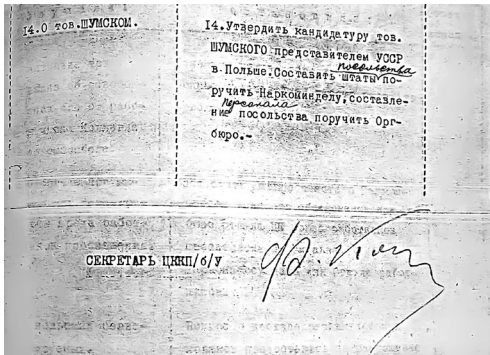 14.О тов.ШУМСКОМ.
14.Утвердить кандидатуру тов.
ШУМСКОГО представителем УССР
посольства
в Польше.Составить штаты по-
ручить Наркоминделу,составле-
персонала
ние посольства поручить Орг-
бюро.-
СЕКРЕТАРЬ ЦККП/б/У